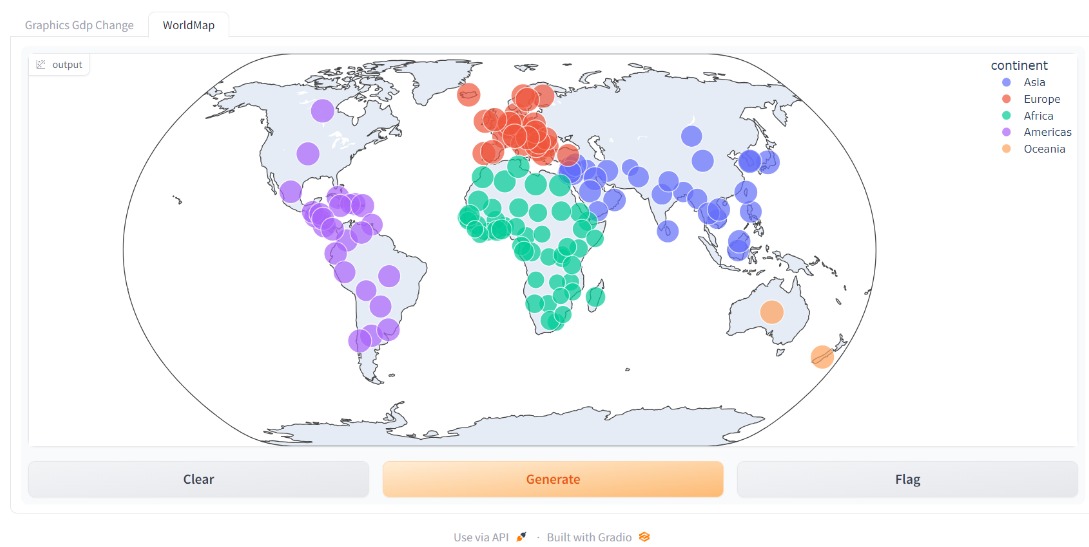 Graphics Gdp Change
WorldMap
output
continent
Asia
Europe
Africa
Americas
Oceania
Clear
Generate
Flag
Use via API · Built with Gradio